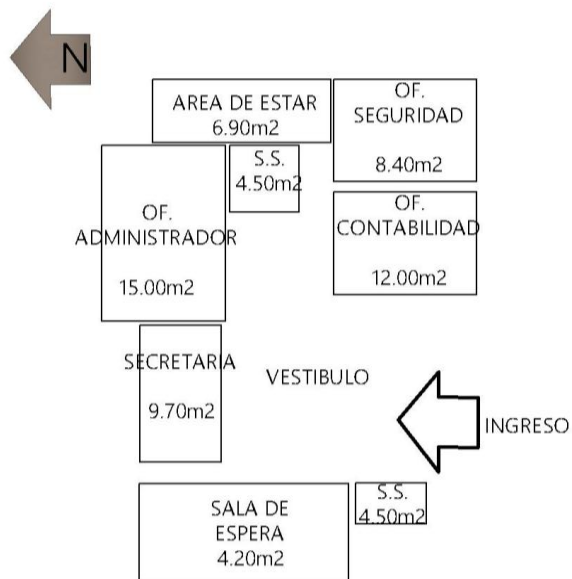 N
AREA DE ESTAR
6.90m2
OF.
SEGURIDAD
8.40m2
S.S.
4.50m2
OF.
ADMINISTRADOR
15.00m2
OF.
CONTABILIDAD
12.00m2
SECRETARIA
9.70m2
VESTIBULO
INGRESO
SALA DE
ESPERA
4.20m2
S.S.
4.50m2